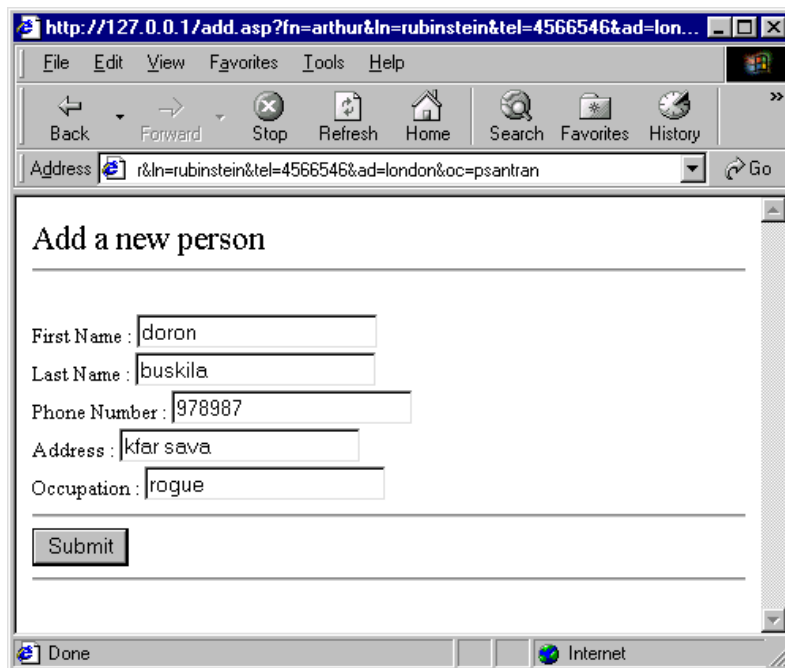 http://127.0.0.1/add.asp?fn=arthur&ln=rubinstein&tel=4566546&ad=lon...
File Edit View Favorites Tools Help
Back Forward Stop Refresh Home Search Favorites History »
Address r&ln=rubinstein&tel=4566546&ad=london&oc=psantran Go
Add a new person
First Name : doron
Last Name : buskila
Phone Number : 978987
Address : kfar sava
Occupation : rogue
Submit
Done Internet